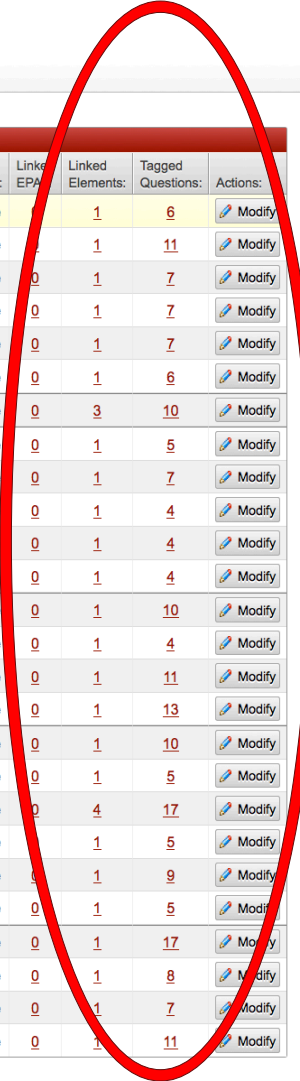 Linked Tagged
Elements: Questions: Actions:
1 6 Modify
1 11 Modify
0 1 7 Modify
0 1 7 Modify
0 1 7 Modify
0 1 6 Modify
0 3 10 Modify
0 1 5 Modify
0 1 7 Modify
0 1 4 Modify
0 1 4 Modify
0 1 4 Modify
0 1 10 Modify
0 1 4 Modify
0 1 11 Modify
0 1 13 Modify
0 1 10 Modify
0 1 5 Modify
0 4 17 Modify
1 5 Modify
1 9 Modify
0 1 5 Modify
0 1 17 Modify
0 1 8 Modify
0 1 7 Modify
0 1 11 Modify